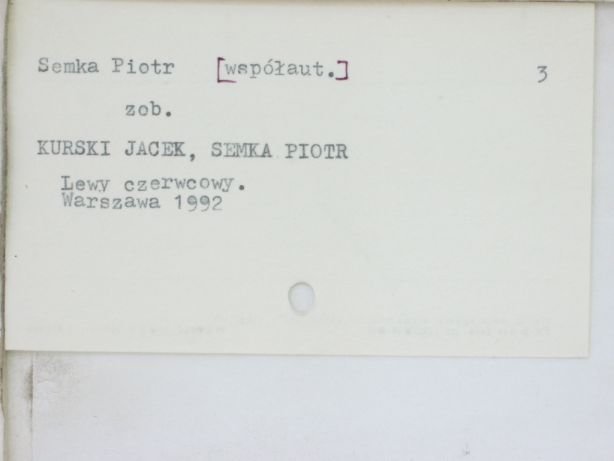 Semka Piotr [współaut.] 3
zob.
KURSKI JACEK, SEMKA PIOTR
Lewy czerwcowy.
Warszawa 1992